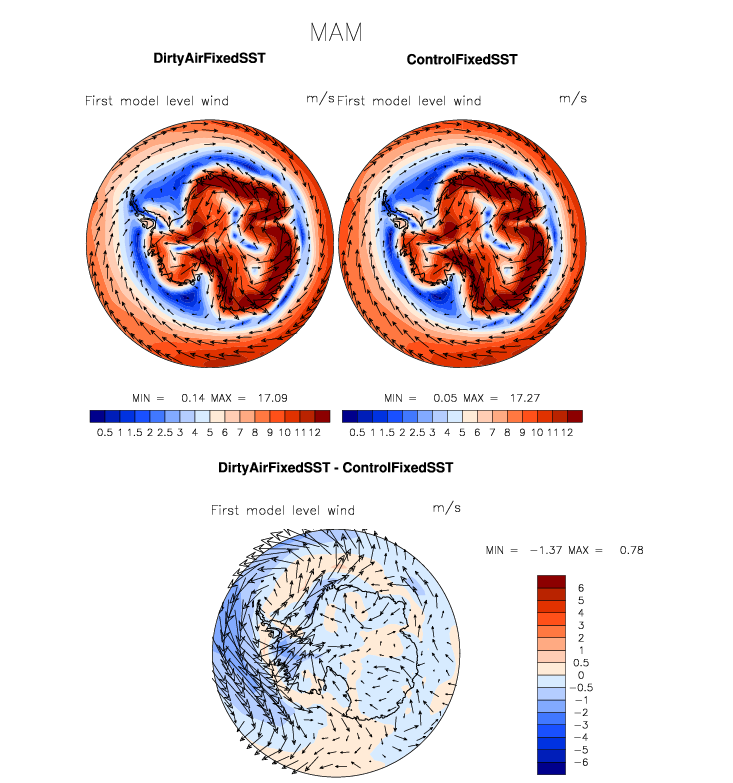 MAM
DirtyAirFixedSST
ControlFixedSST
First model level wind m/s
First model level wind m/s
MIN = 0.14 MAX = 17.09
MIN = 0.05 MAX = 17.27
0.5 1 1.5 2 2.5 3 4 5 6 7 8 9 10 11 12
0.5 1 1.5 2 2.5 3 4 5 6 7 8 9 10 11 12
DirtyAirFixedSST - ControlFixedSST
First model level wind m/s
MIN = −1.37 MAX = 0.78
6
5
4
3
2
1
0.5
0
−0.5
−1
−2
−3
−4
−5
−6